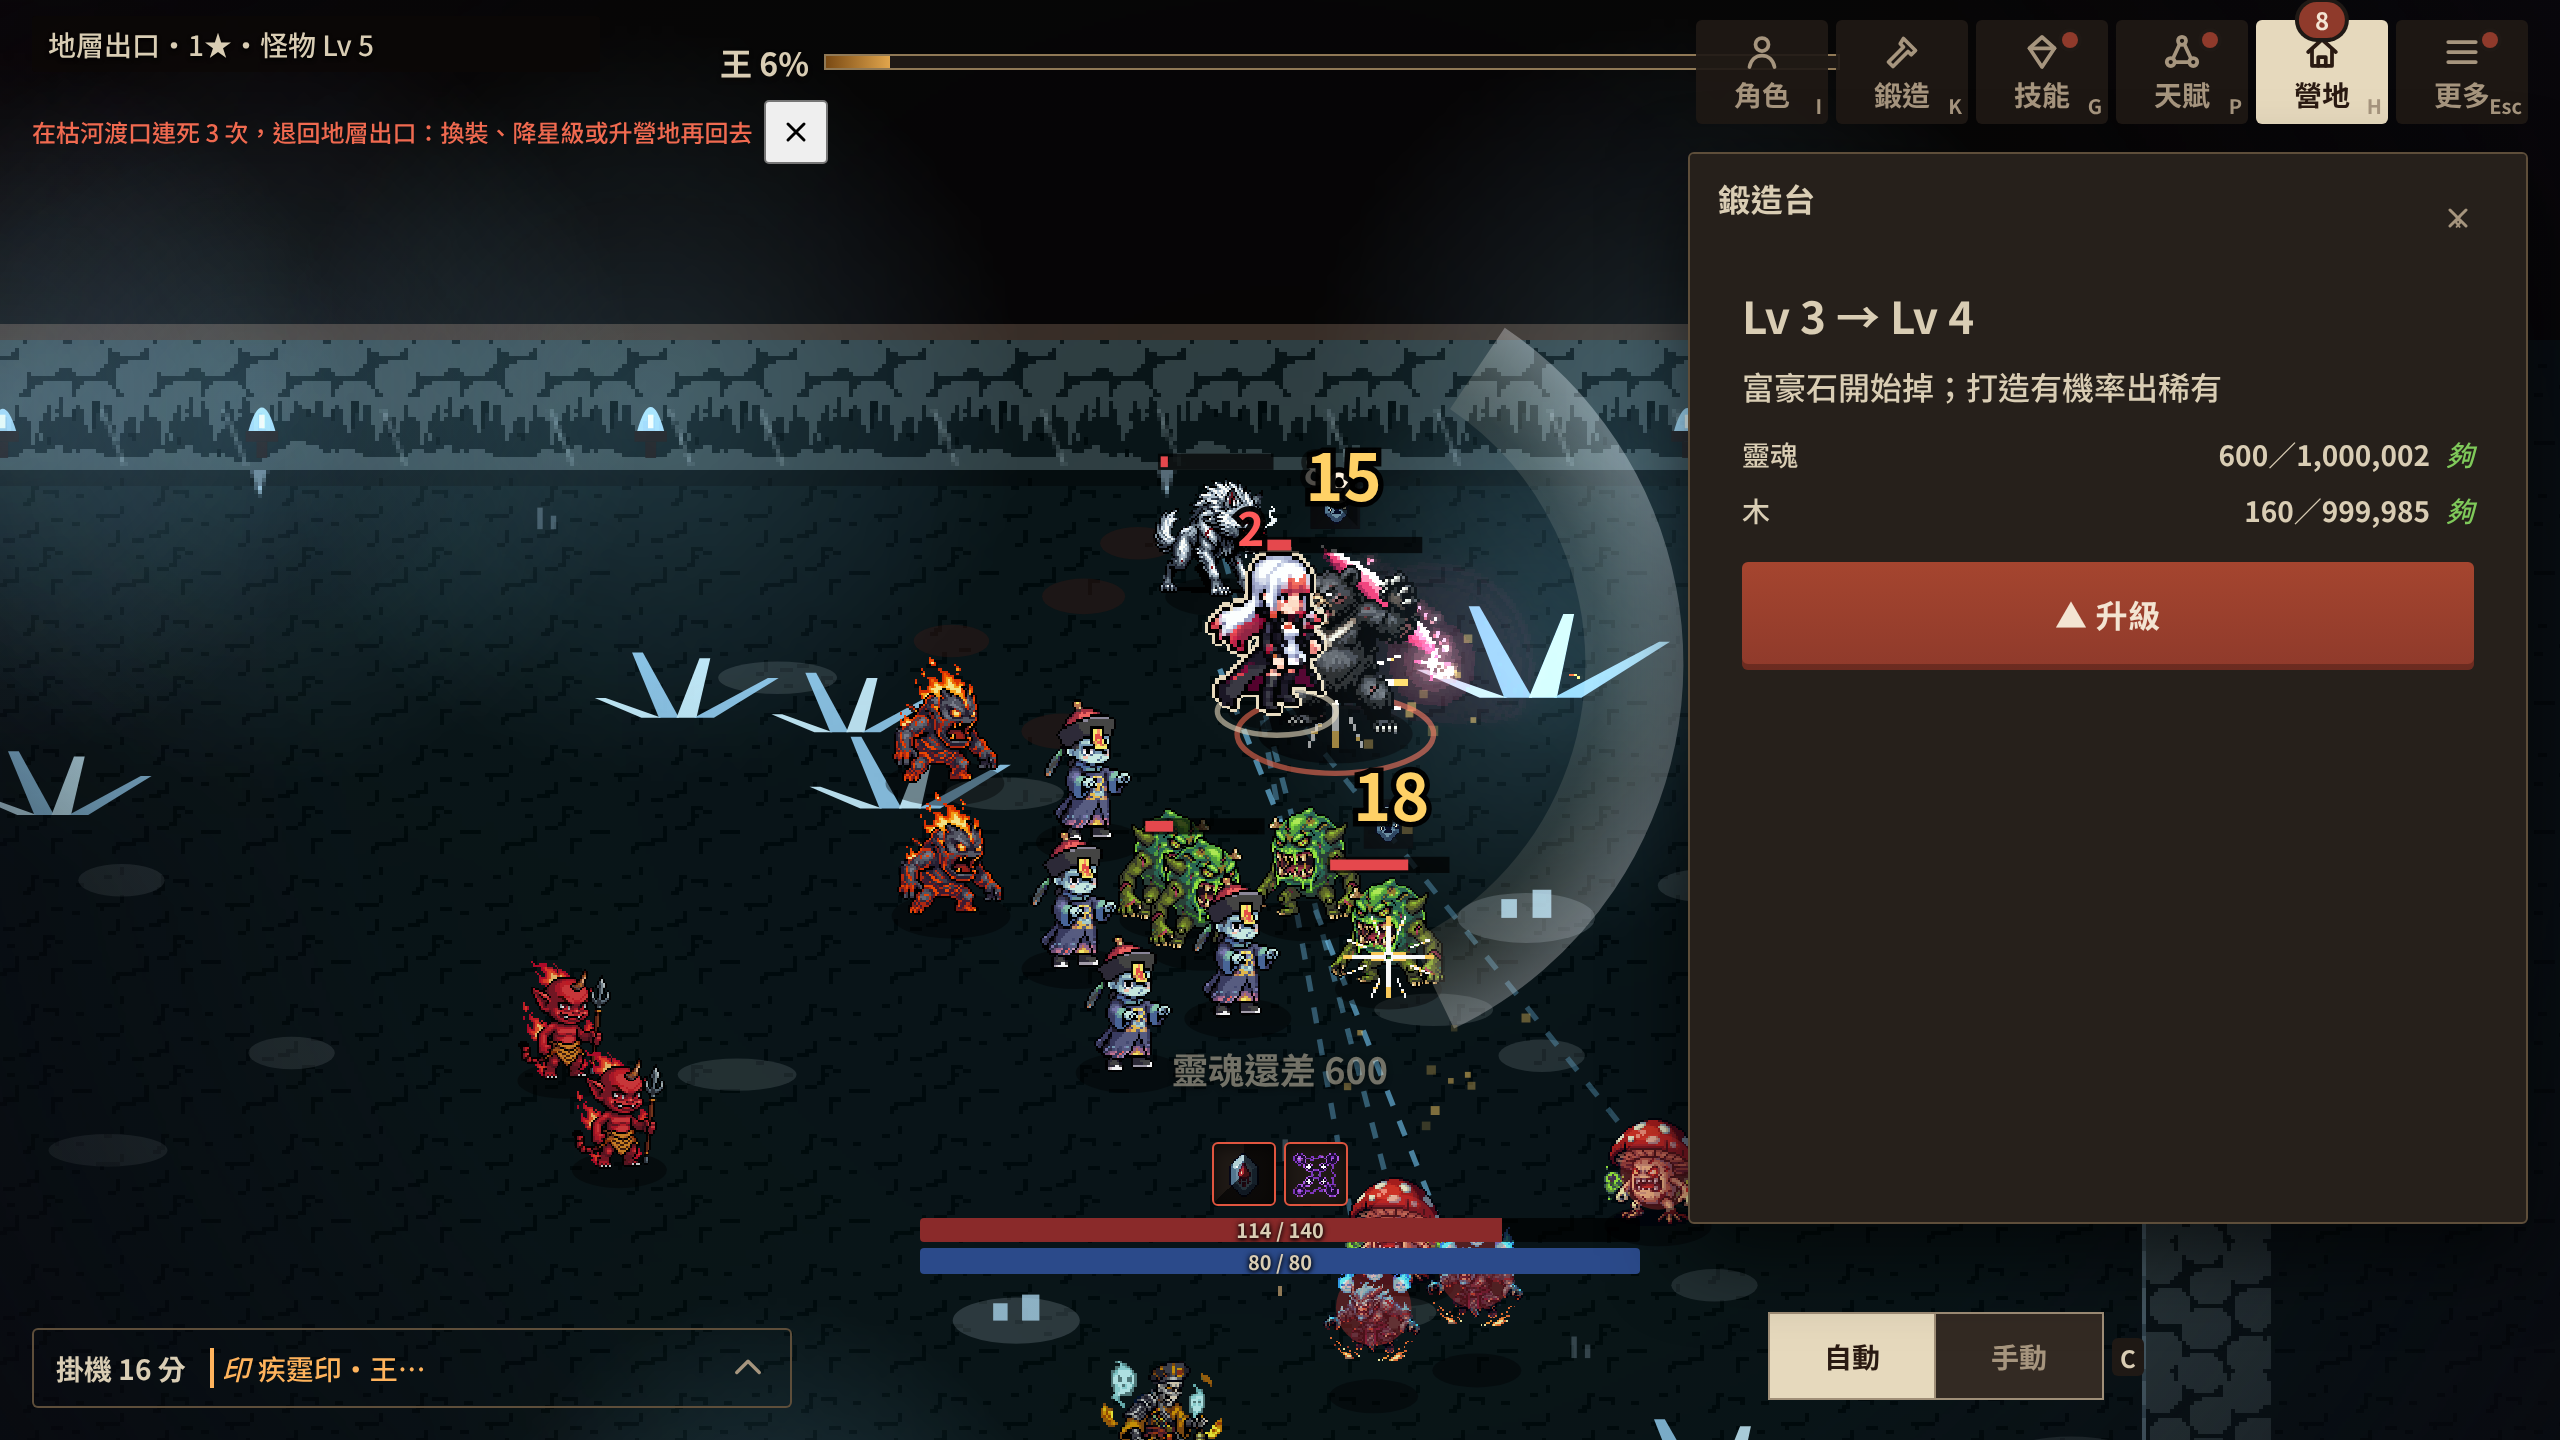 地層出口・1★・怪物 Lv 5
王 6%
角色 I
鍛造 K
技能 G
天賦 P
8
營地 H
更多 Esc
在枯河渡口連死 3 次，退回地層出口：換裝、降星級或升營地再回去
鍛造台
Lv 3 → Lv 4
富豪石開始掉；打造有機率出稀有
靈魂 600／1,000,002 夠
木 160／999,985 夠
▲ 升級
15
2
18
靈魂還差 600
114 / 140
80 / 80
掛機 16 分 印 疾霆印・王…
自動 手動 C